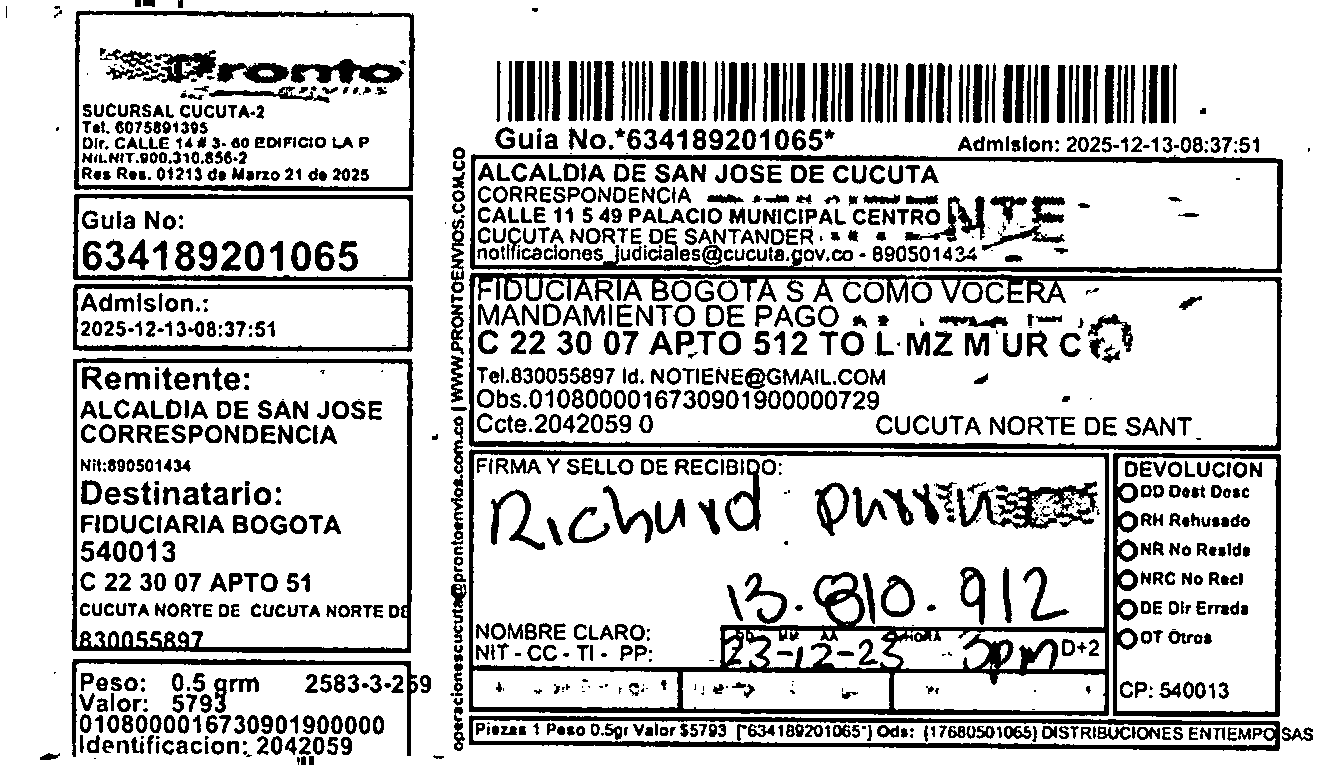 Pronto
SUCURSAL CUCUTA-2
Tel. 6075891395
Dir. CALLE 14 # 3- 60 EDIFICIO LA P
Nit.NIT.900.310.856-2
Res Res. 01213 de Marzo 21 de 2025
Guia No:
634189201065
Admision.:
2025-12-13-08:37:51
Remitente:
ALCALDIA DE SAN JOSE
CORRESPONDENCIA
Nit:890501434
Destinatario:
FIDUCIARIA BOGOTA
540013
C 22 30 07 APTO 51
CUCUTA NORTE DE CUCUTA NORTE DE
830055897
Peso: 0.5 grm 2583-3-259
Valor: 5793
0108000016730901900000
Identificacion: 2042059
operacionescucuta@prontoenvios.com.co | WWW.PRONTOENVIOS.COM.CO
Guia No.*634189201065*
Admision: 2025-12-13-08:37:51
ALCALDIA DE SAN JOSE DE CUCUTA
CORRESPONDENCIA
CALLE 11 5 49 PALACIO MUNICIPAL CENTRO
CUCUTA NORTE DE SANTANDER
notificaciones_judiciales@cucuta.gov.co - 890501434
FIDUCIARIA BOGOTA S A COMO VOCERA
MANDAMIENTO DE PAGO
C 22 30 07 APTO 512 TO L MZ M UR C
Tel.830055897 Id. NOTIENE@GMAIL.COM
Obs.0108000016730901900000729
Ccte.2042059 0 CUCUTA NORTE DE SANT
FIRMA Y SELLO DE RECIBIDO:
Richard
13.810.912
NOMBRE CLARO:
NIT - CC - TI - PP:
DD MM AA HORA
23-12-25 3pm D+2
DEVOLUCION
DD Dest Desc
RH Rehusado
NR No Reside
NRC No Recl
DE Dir Errada
OT Otros
CP: 540013
Piezas 1 Peso 0.5gr Valor $5793 ["634189201065"] Ods: (17680501065) DISTRIBUCIONES ENTIEMPO SAS